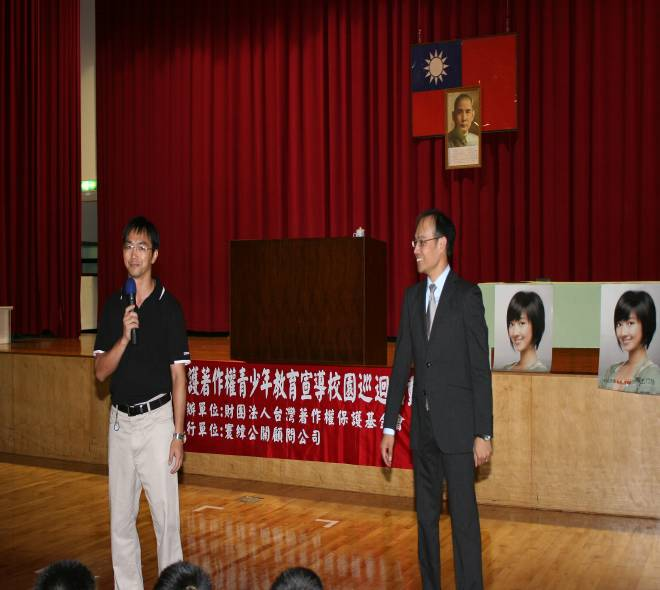 護著作權青少年教育宣導校園巡迴
辦單位:財團法人台灣著作權保護基
行單位:寰 公關顧問公司